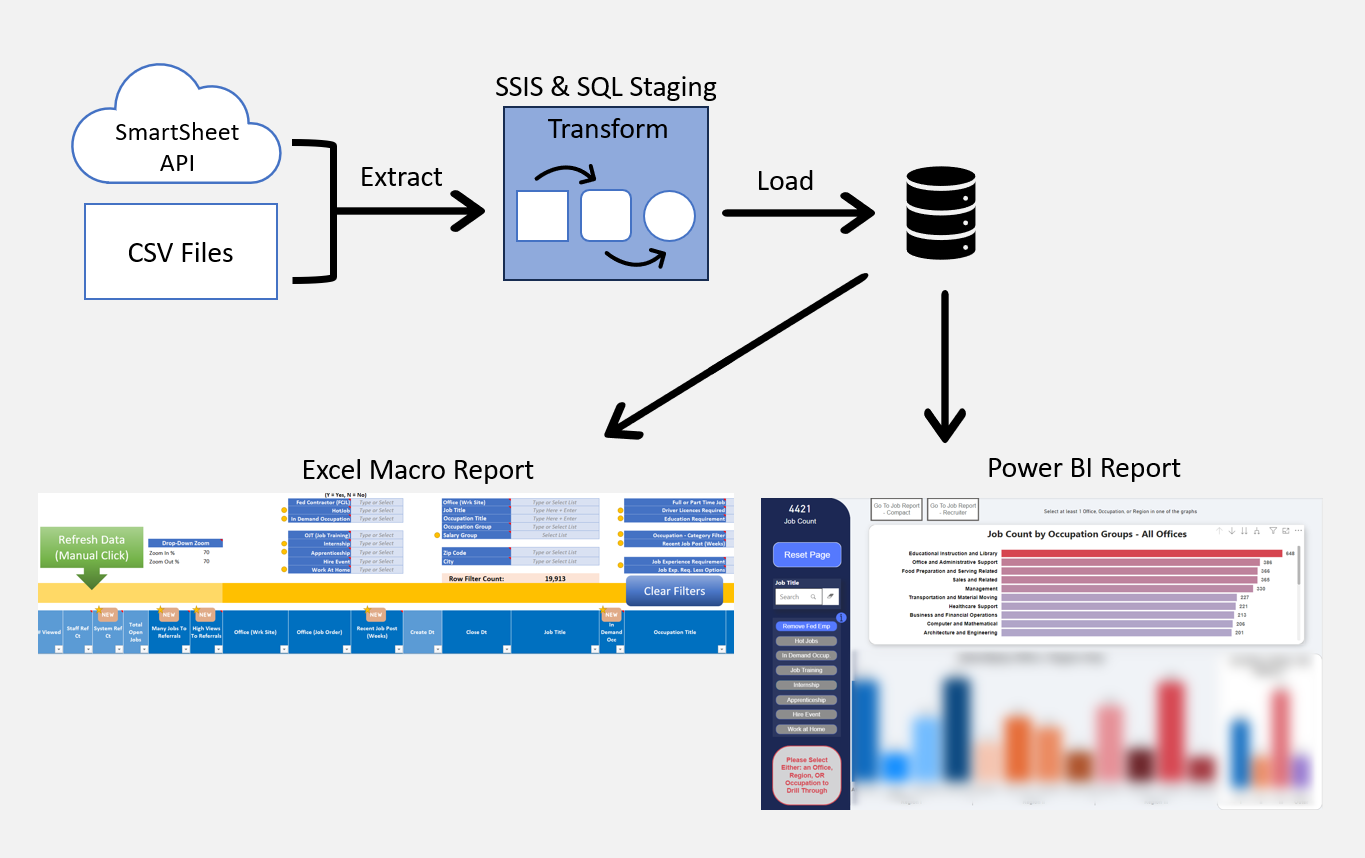 SSIS & SQL Staging
Transform
SmartSheet
API
CSV Files
Extract
Load
Excel Macro Report
(Y = Yes, N = No)
Fed Contractor (FCJL) Type or Select
HotJob Type or Select
In Demand Occupation Type or Select
OJT (Job Training) Type or Select
Internship Type or Select
Apprenticeship Type or Select
Hire Event Type or Select
Work At Home Type or Select
Office (Wrk Site) Type or Select List
Job Title Type Here + Enter
Occupation Title Type Here + Enter
Occupation Group Type or Select List
Salary Group Select List
Zip Code Type or Select List
City Type or Select List
Full or Part Time Job
Driver Licenses Required
Education Requirement
Occupation - Category Filter
Recent Job Post (Weeks)
Job Experience Requirement
Job Exp. Req. Less Options
Refresh Data
(Manual Click)
Drop-Down Zoom
Zoom In % 70
Zoom Out % 70
Row Filter Count: 19,913
Clear Filters
NEW NEW NEW NEW NEW
Viewed
Staff Ref
Ct
System Ref
Ct
Total
Open
Jobs
Many Jobs To
Referrals
High Views
To Referrals
Office (Wrk Site)
Office (Job Order)
Recent Job Post
(Weeks)
Create Dt
Close Dt
Job Title
In
Demand
Occ
Occupation Title
Power BI Report
4421
Job Count
Reset Page
Job Title
Search
Remove Fed Emp
Hot Jobs
In Demand Occup.
Job Training
Internship
Apprenticeship
Hire Event
Work at Home
Please Select
Either: an Office,
Region, OR
Occupation to
Drill Through
Go To Job Report
- Compact
Go To Job Report
- Recruiter
Select at least 1 Office, Occupation, or Region in one of the graphs
Job Count by Occupation Groups - All Offices
Educational Instruction and Library 648
Office and Administrative Support 386
Food Preparation and Serving Related 366
Sales and Related 365
Management 330
Transportation and Material Moving 227
Healthcare Support 221
Business and Financial Operations 213
Computer and Mathematical 206
Architecture and Engineering 201